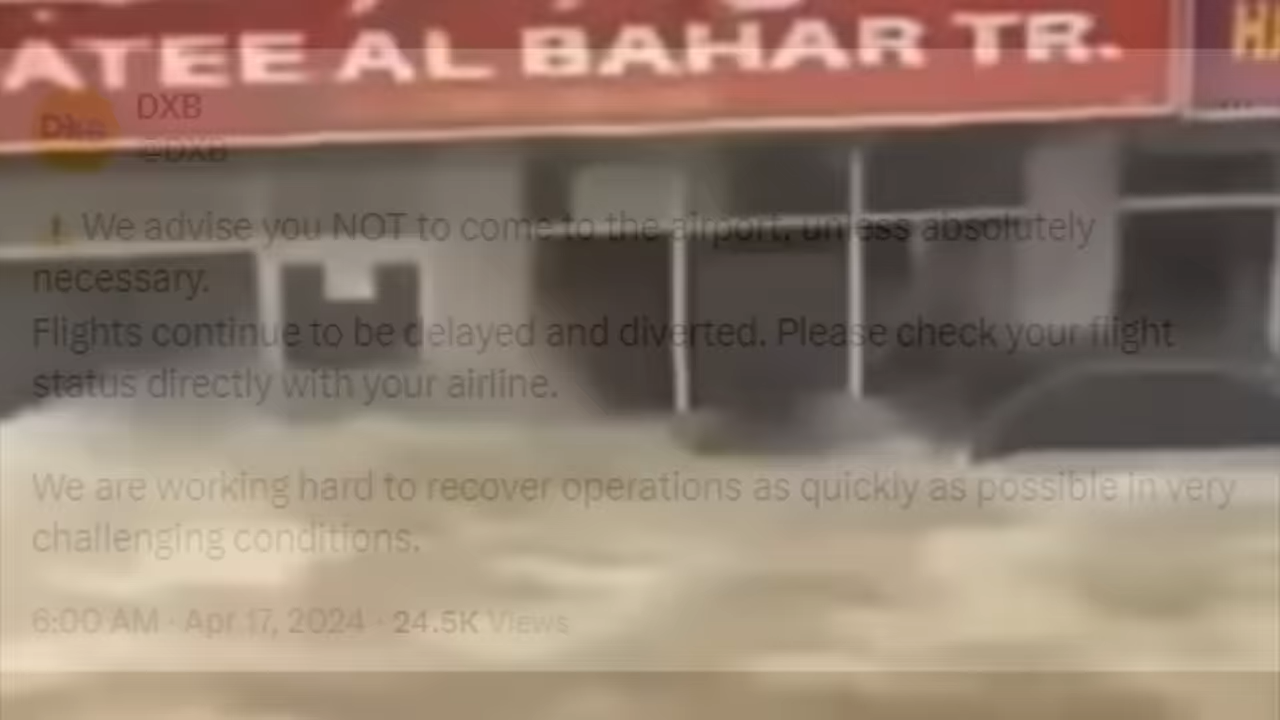 ATEE AL BAHAR TR.
DXB
@DXB
We advise you NOT to come to the airport, unless absolutely
necessary.
Flights continue to be delayed and diverted. Please check your flight
status directly with your airline.
We are working hard to recover operations as quickly as possible in very
challenging conditions.
6:00 AM · Apr 17, 2024 · 24.5K Views